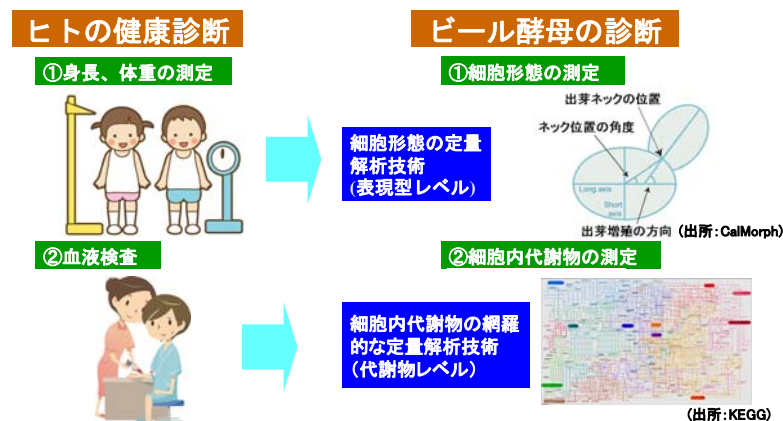 ヒトの健康診断
ビール酵母の診断
①身長、体重の測定
①細胞形態の測定
出芽ネックの位置
ネック位置の角度
細胞形態の定量
解析技術
(表現型レベル)
Long axis
Short
axis
出芽増殖の方向
(出所:CalMorph)
②血液検査
②細胞内代謝物の測定
細胞内代謝物の網羅
的な定量解析技術
(代謝物レベル)
(出所:KEGG)